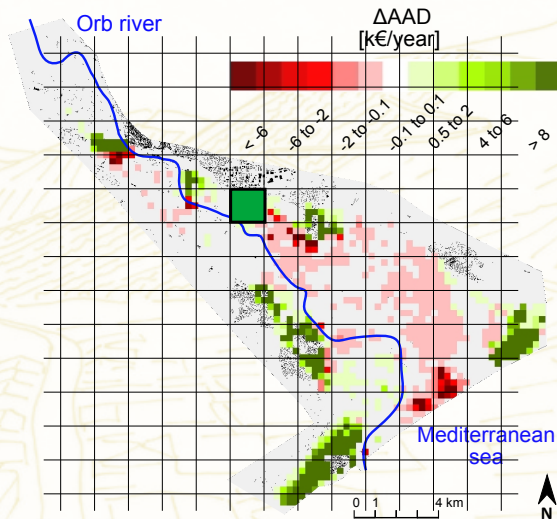 Orb river
ΔAAD
[k€/year]
< -6
-6 to -2
-2 to -0.1
-0.1 to 0.1
0.5 to 2
4 to 6
> 8
Mediterranean
sea
0 1 4 km
N